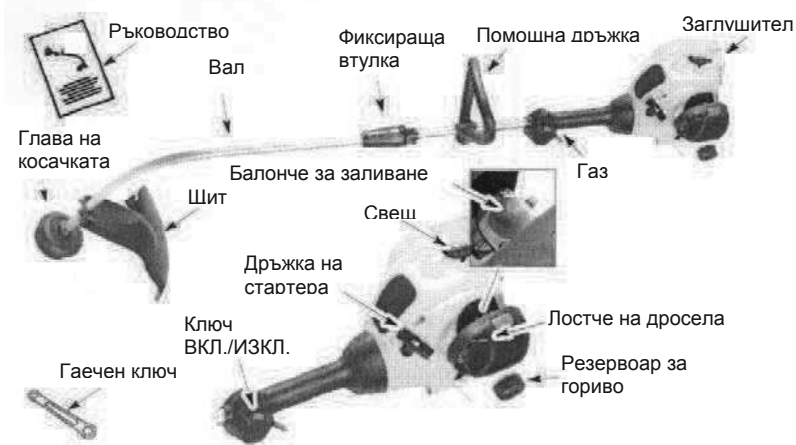 Ръководство
Вал
Фиксираща
втулка
Помощна дръжка
Заглушител
Глава на
косачката
Щит
Балонче за заливане
Газ
Свещ
Дръжка на
стартера
Ключ
ВКЛ./ИЗКЛ.
Лостче на дросела
Гаечен ключ
Резервоар за
гориво